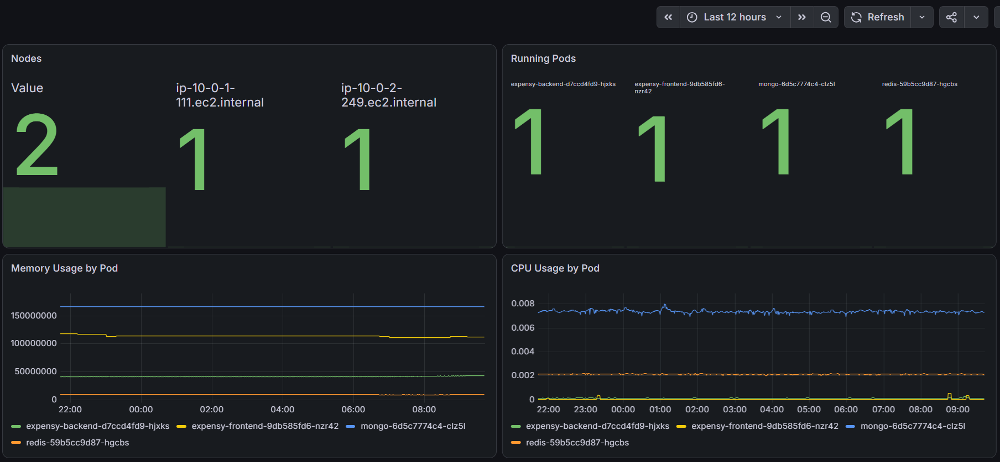 Last 12 hours
Refresh
Nodes
Value
ip-10-0-1-
111.ec2.internal
ip-10-0-2-
249.ec2.internal
2
1
1
Running Pods
expensy-backend-d7ccd4fd9-hjxks
expensy-frontend-9db585fd6-
nzr42
mongo-6d5c7774c4-clz5l
redis-59b5cc9d87-hgcbs
1
1
1
1
Memory Usage by Pod
150000000
100000000
50000000
0
22:00 00:00 02:00 04:00 06:00 08:00
expensy-backend-d7ccd4fd9-hjxks expensy-frontend-9db585fd6-nzr42 mongo-6d5c7774c4-clz5l
redis-59b5cc9d87-hgcbs
CPU Usage by Pod
0.008
0.006
0.004
0.002
0
22:00 23:00 00:00 01:00 02:00 03:00 04:00 05:00 06:00 07:00 08:00 09:00
expensy-backend-d7ccd4fd9-hjxks expensy-frontend-9db585fd6-nzr42 mongo-6d5c7774c4-clz5l
redis-59b5cc9d87-hgcbs